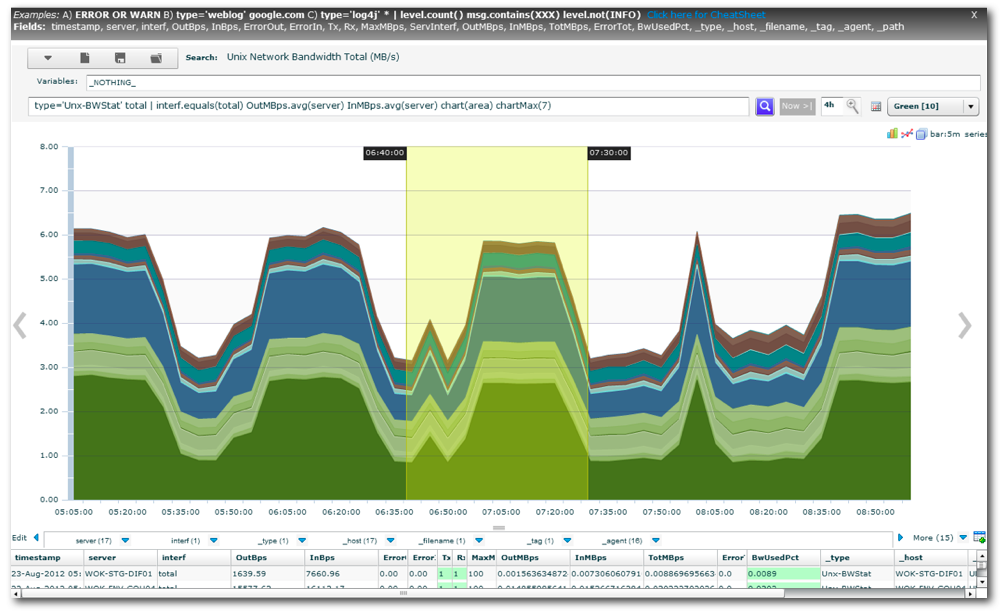 Examples: A) ERROR OR WARN B) type='weblog' google.com C) type='log4j' * | level.count() msg.contains(XXX) level.not(INFO) Click here for CheatSheet X
Fields: timestamp, server, interf, OutBps, InBps, ErrorOut, ErrorIn, Tx, Rx, MaxMBps, ServInterf, OutMBps, InMBps, TotMBps, ErrorTot, BwUsedPct, _type, _host, _filename, _tag, _agent, _path
Search: Unix Network Bandwidth Total (MB/s)
Variables: _NOTHING_
type='Unx-BWStat' total | interf.equals(total) OutMBps.avg(server) InMBps.avg(server) chart(area) chartMax(7) Now >| 4h Green [10]
bar:5m series
8.00
06:40:00 07:30:00
7.00
6.00
5.00
4.00
3.00
2.00
1.00
0.00
05:05:00 05:20:00 05:35:00 05:50:00 06:05:00 06:20:00 06:35:00 06:50:00 07:05:00 07:20:00 07:35:00 07:50:00 08:05:00 08:20:00 08:35:00 08:50:00
Edit server (17) interf (1) _type (1) _host (17) _filename (1) _tag (1) _agent (16) More (15)
timestamp server interf OutBps InBps Error Error Tx Rx MaxM OutMBps InMBps TotMBps Error BwUsedPct _type _host
23-Aug-2012 05: WOK-STG-DIF01 total 1639.59 7660.96 0.00 0.00 1 1 100 0.001563634872 0.007306060791 0.008869695663 0.0 0.0089 Unx-BWStat WOK-STG-DIF01